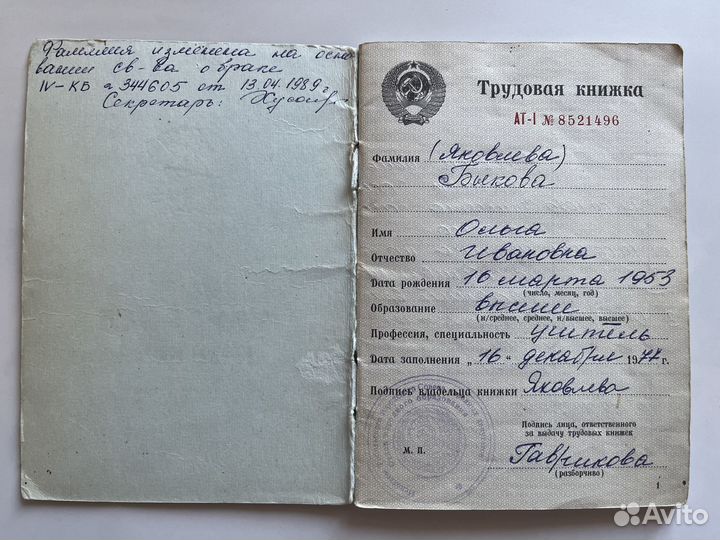 Фамилия изменена на осно
вании св-ва о браке
IV-КБ № 344605 от 13.04.1989г
Секретарь:
Трудовая книжка
АТ-I № 8521496
Фамилия (Яковлева)
Быкова
Имя Ольга
Отчество Ивановна
Дата рождения 16 марта 1953
(число, месяц, год)
Образование высшее
(н/среднее, среднее, н/высшее, высшее)
Профессия, специальность учитель
Дата заполнения „16“ декабря 1977 г.
Подпись владельца книжки Яковлева
Подпись лица, ответственного
за выдачу трудовых книжек
М. П.
Гаврикова
(разборчиво)
Avito